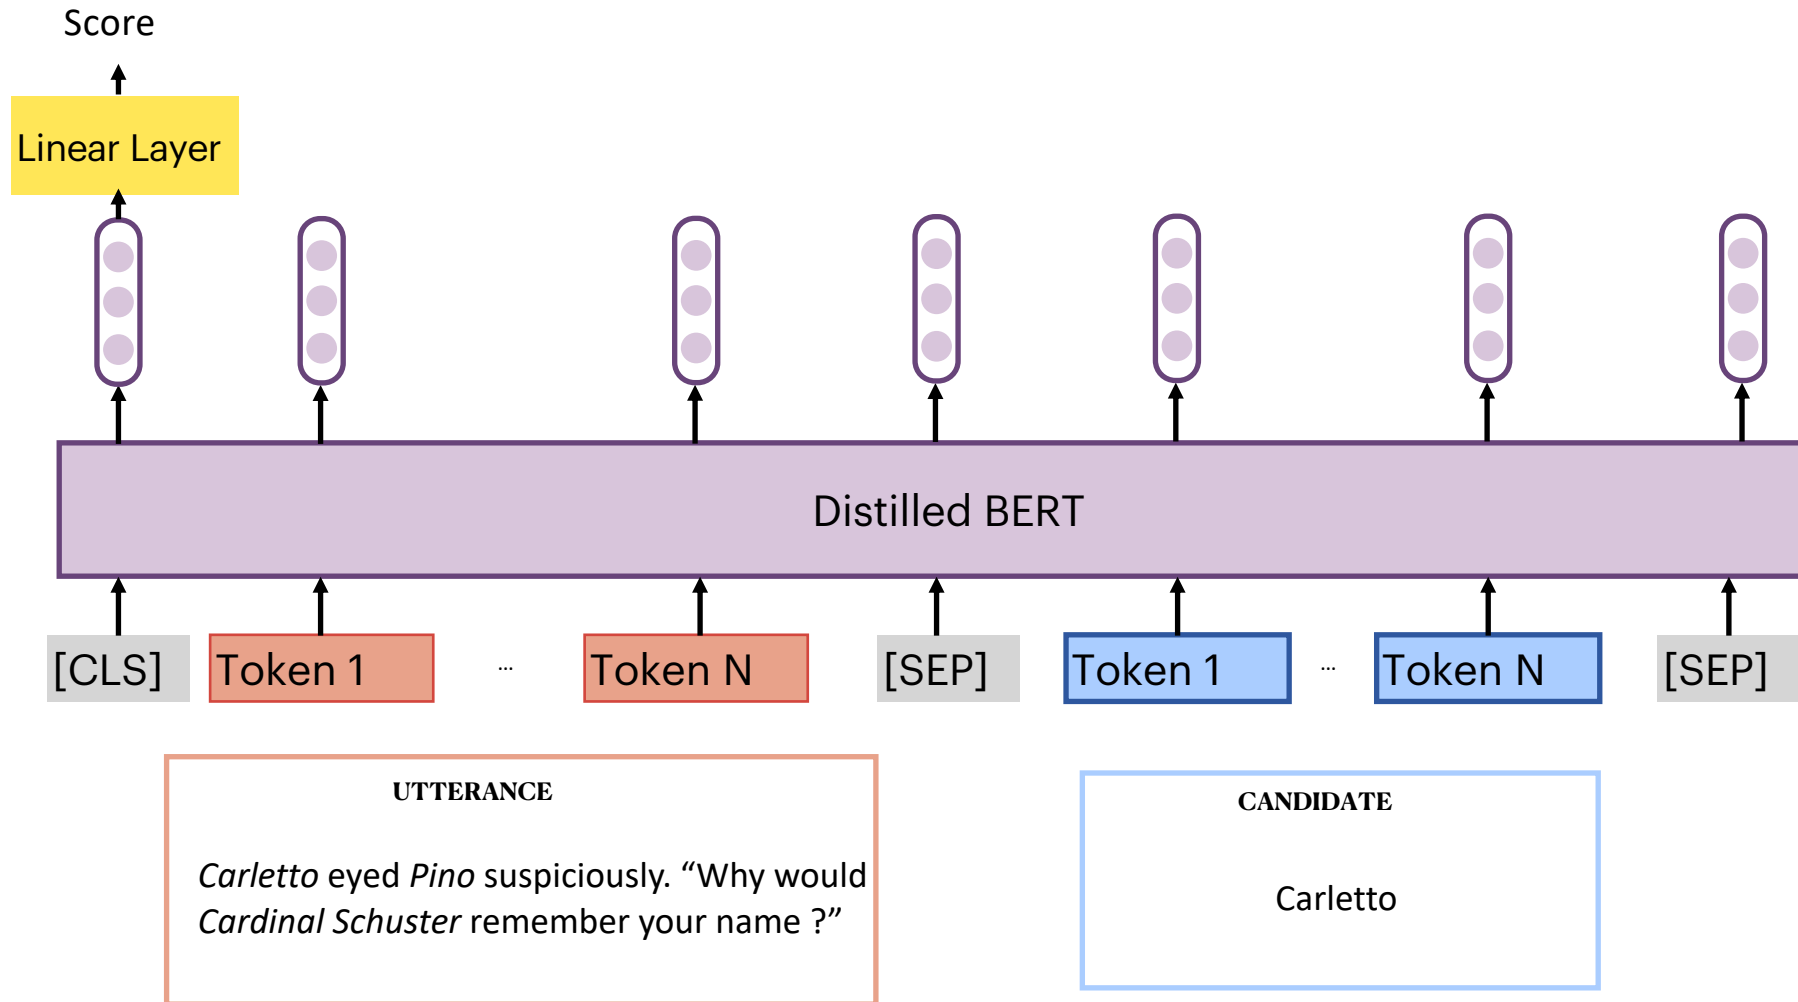 Score
Linear Layer
Distilled BERT
[CLS] Token 1 ... Token N [SEP] Token 1 ... Token N [SEP]
UTTERANCE
Carletto eyed Pino suspiciously. “Why would
Cardinal Schuster remember your name ?”
CANDIDATE
Carletto